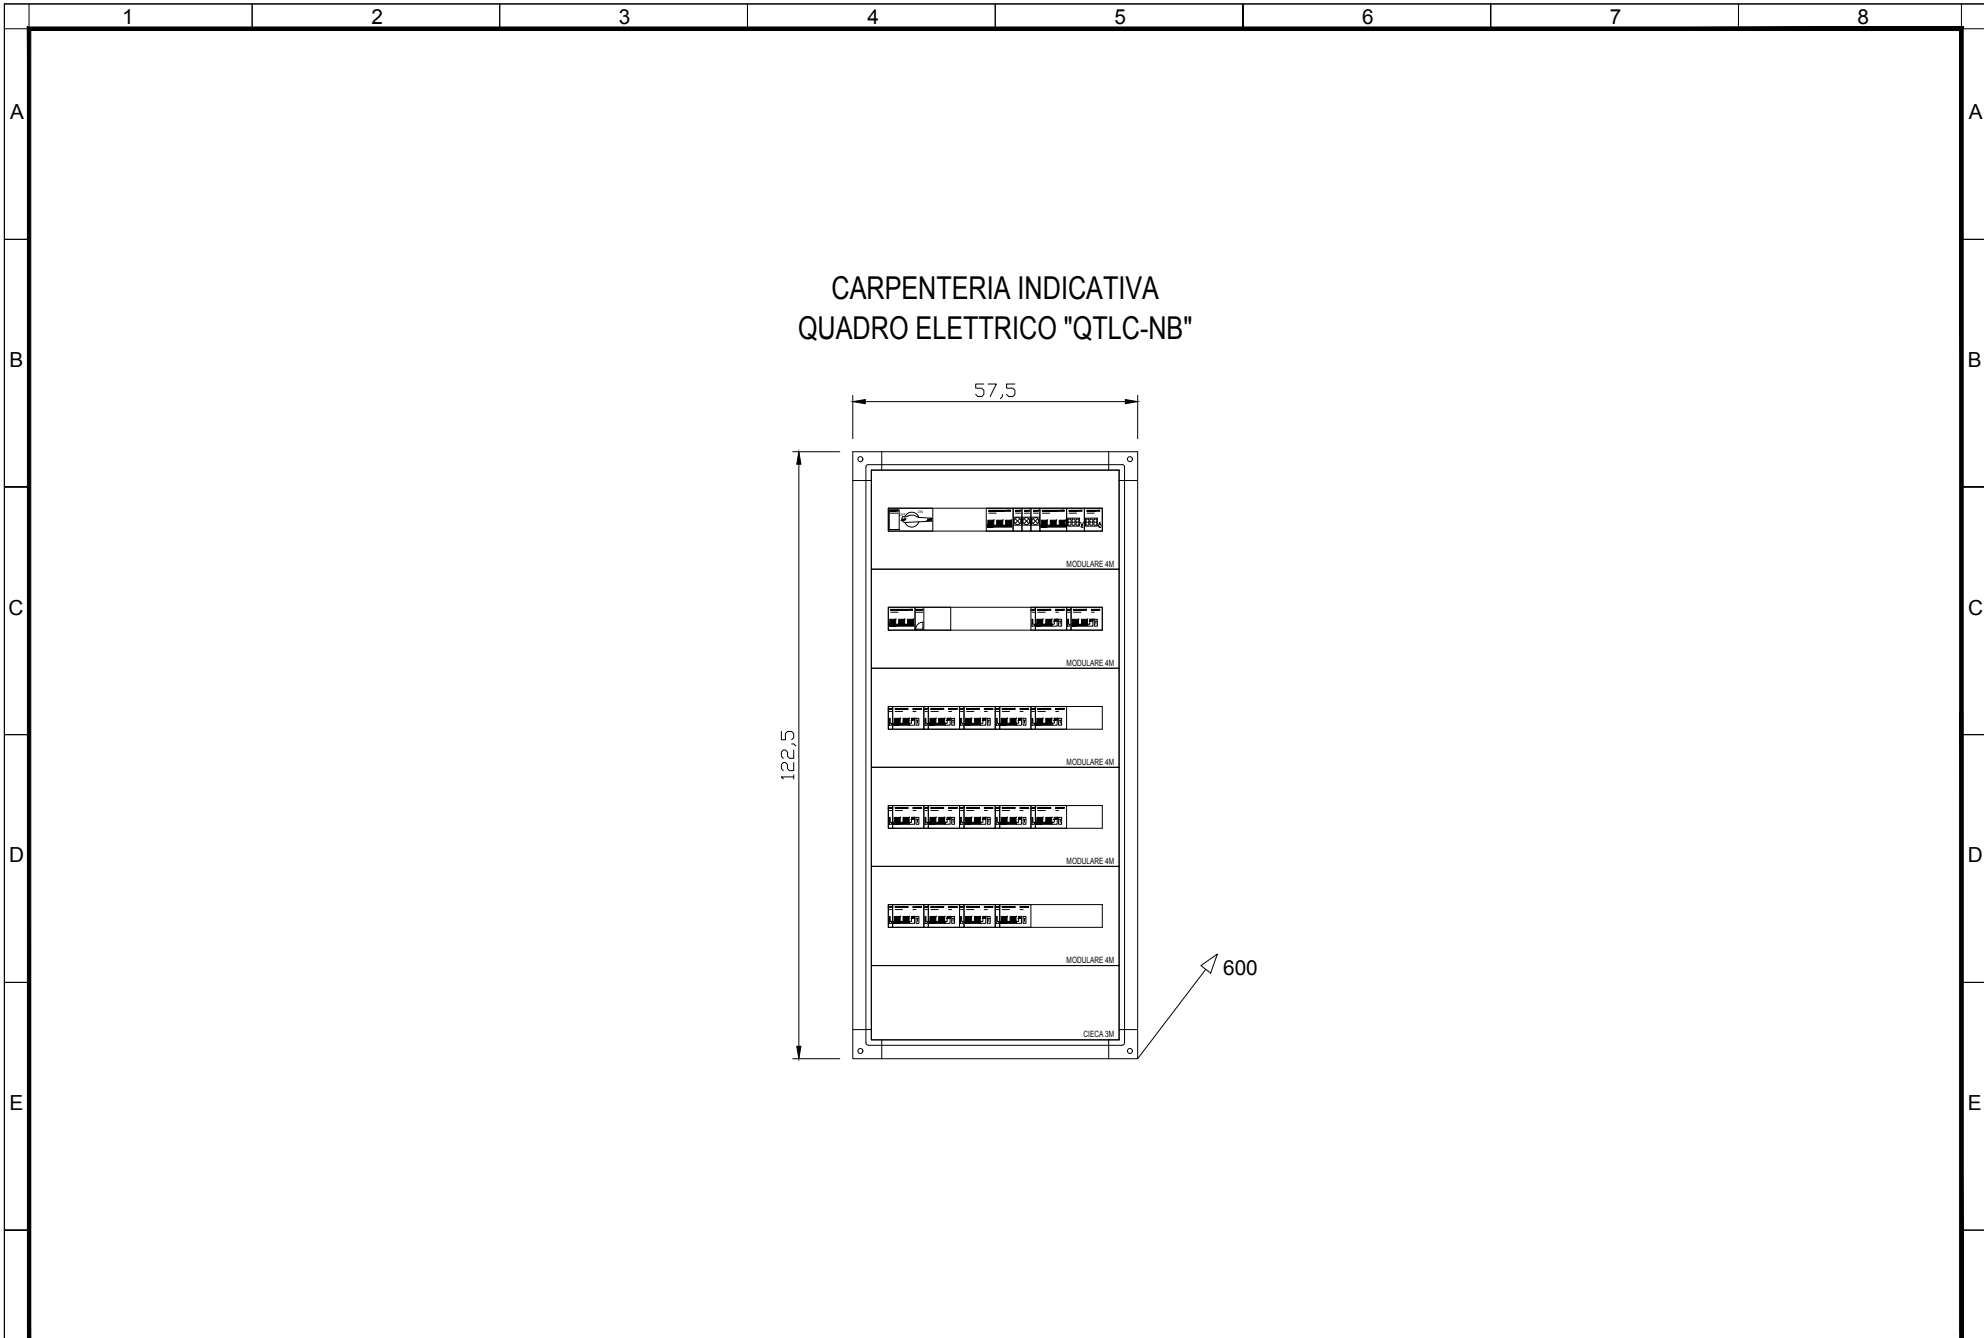 1 2 3 4 5 6 7 8
A A
CARPENTERIA INDICATIVA
QUADRO ELETTRICO "QTLC-NB"
B B
57,5
MODULARE 4M
C C
MODULARE 4M
122,5
MODULARE 4M
D D
MODULARE 4M
MODULARE 4M
600
CIECA 3M
E E